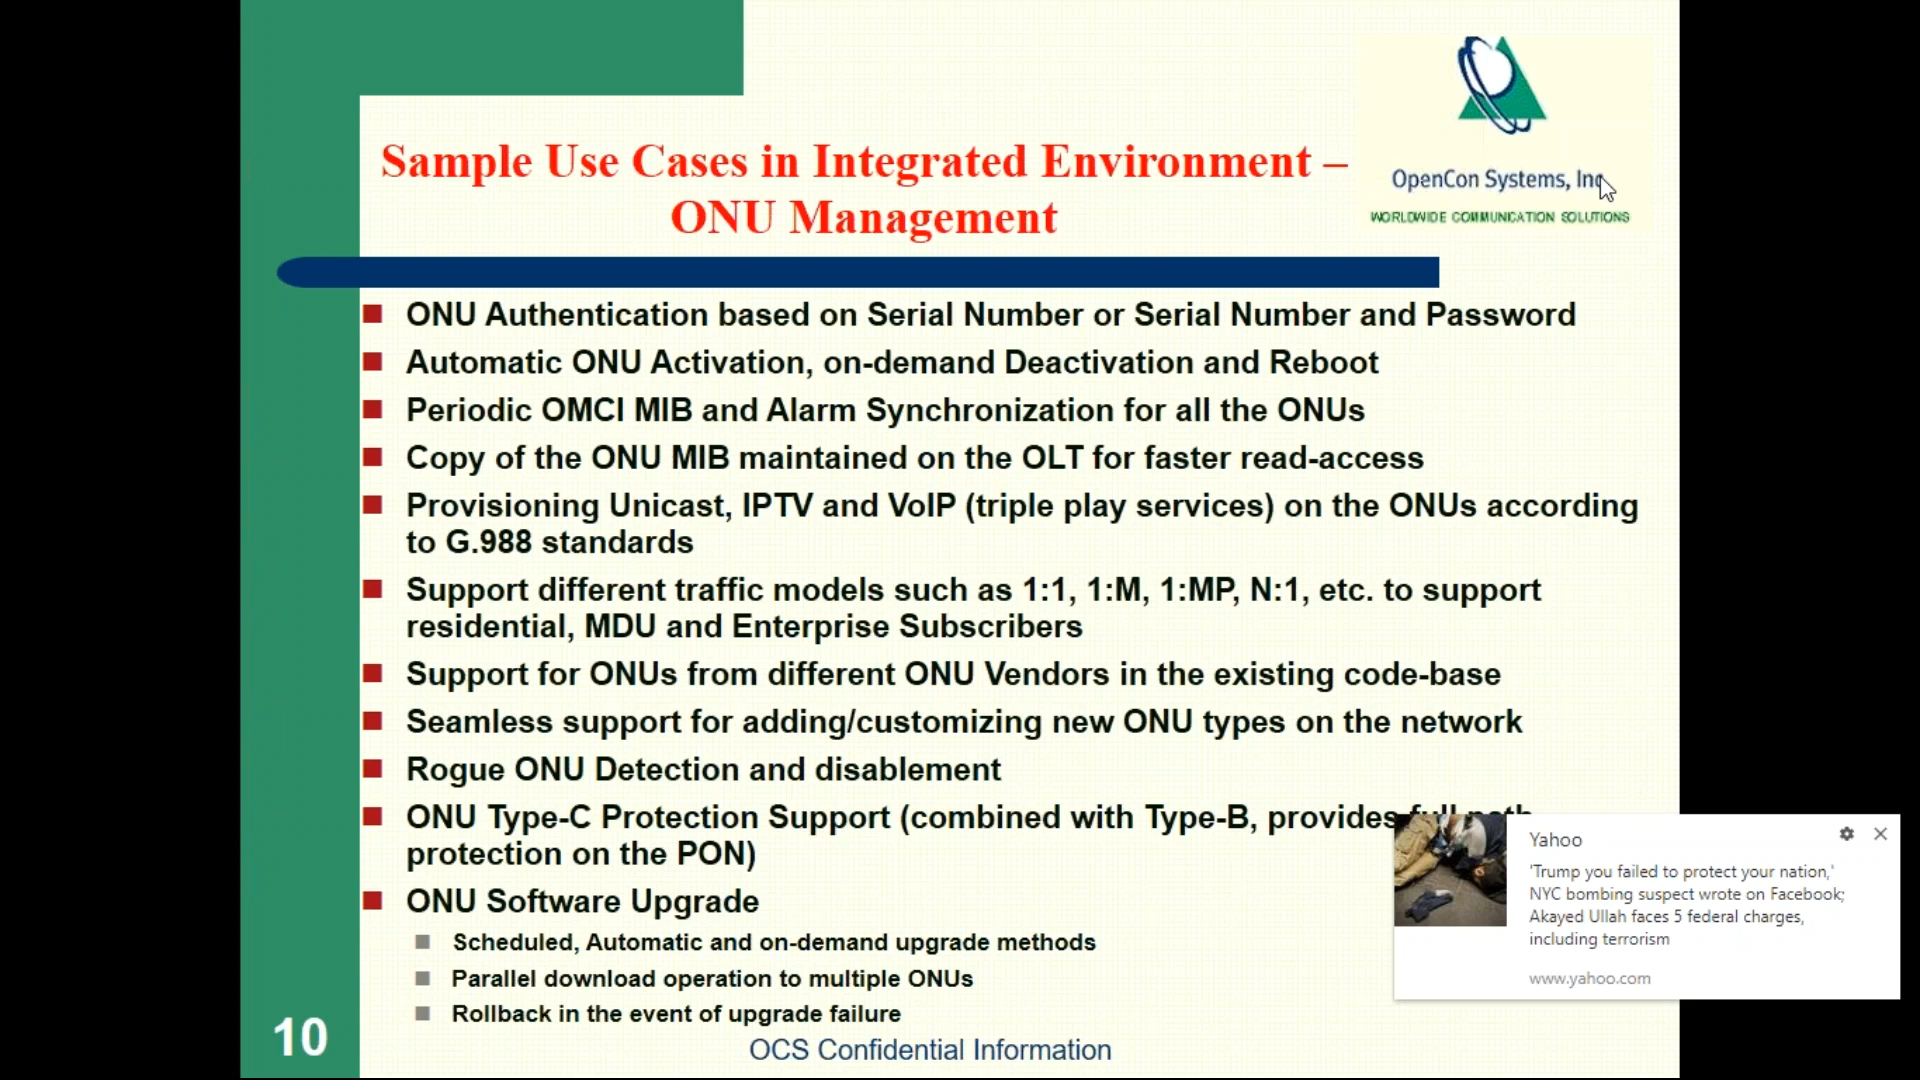 Sample Use Cases in Integrated Environment –
ONU Management
OpenCon Systems, Inc
WORLDWIDE COMMUNICATION SOLUTIONS
ONU Authentication based on Serial Number or Serial Number and Password
Automatic ONU Activation, on-demand Deactivation and Reboot
Periodic OMCI MIB and Alarm Synchronization for all the ONUs
Copy of the ONU MIB maintained on the OLT for faster read-access
Provisioning Unicast, IPTV and VoIP (triple play services) on the ONUs according
to G.988 standards
Support different traffic models such as 1:1, 1:M, 1:MP, N:1, etc. to support
residential, MDU and Enterprise Subscribers
Support for ONUs from different ONU Vendors in the existing code-base
Seamless support for adding/customizing new ONU types on the network
Rogue ONU Detection and disablement
ONU Type-C Protection Support (combined with Type-B, provides full path
protection on the PON)
ONU Software Upgrade
Scheduled, Automatic and on-demand upgrade methods
Parallel download operation to multiple ONUs
Rollback in the event of upgrade failure
10
OCS Confidential Information
Yahoo
'Trump you failed to protect your nation,'
NYC bombing suspect wrote on Facebook;
Akayed Ullah faces 5 federal charges,
including terrorism
www.yahoo.com